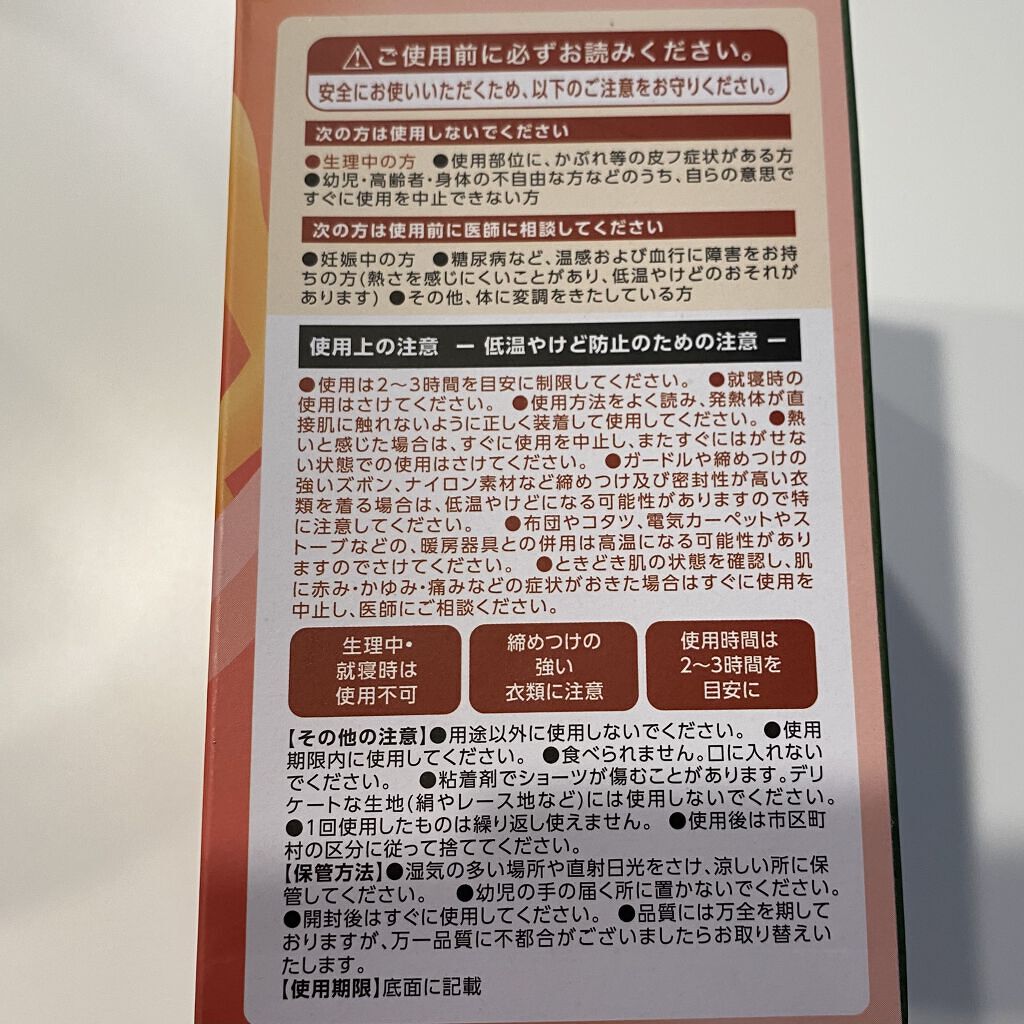 ⚠ご使用前に必ずお読みください。
安全にお使いいただくため、以下のご注意をお守りください。
次の方は使用しないでください
●生理中の方 ●使用部位に、かぶれ等の皮フ症状がある方
●幼児・高齢者・身体の不自由な方などのうち、自らの意思で
すぐに使用を中止できない方
次の方は使用前に医師に相談してください
●妊娠中の方 ●糖尿病など、温感および血行に障害をお持
ちの方(熱さを感じにくいことがあり、低温やけどのおそれが
あります) ●その他、体に変調をきたしている方
使用上の注意 ー 低温やけど防止のための注意 ー
●使用は2〜3時間を目安に制限してください。 ●就寝時の
使用はさけてください。 ●使用方法をよく読み、発熱体が直
接肌に触れないように正しく装着して使用してください。 ●熱
いと感じた場合は、すぐに使用を中止し、またすぐにはがせな
い状態での使用はさけてください。 ●ガードルや締めつけの
強いズボン、ナイロン素材など締めつけ及び密封性が高い衣
類を着る場合は、低温やけどになる可能性がありますので特
に注意してください。 ●布団やコタツ、電気カーペットやス
トーブなどの、暖房器具との併用は高温になる可能性があり
ますのでさけてください。 ●ときどき肌の状態を確認し、肌
に赤み・かゆみ・痛みなどの症状がおきた場合はすぐに使用を
中止し、医師にご相談ください。
生理中・
就寝時は
使用不可
締めつけの
強い
衣類に注意
使用時間は
2〜3時間を
目安に
【その他の注意】●用途以外に使用しないでください。 ●使用
期限内に使用してください。 ●食べられません。口に入れない
でください。 ●粘着剤でショーツが傷むことがあります。デリ
ケートな生地(絹やレース地など)には使用しないでください。
●1回使用したものは繰り返し使えません。 ●使用後は市区町
村の区分に従って捨ててください。
【保管方法】●湿気の多い場所や直射日光をさけ、涼しい所に保
管してください。 ●幼児の手の届く所に置かないでください。
●開封後はすぐに使用してください。 ●品質には万全を期して
おりますが、万一品質に不都合がございましたらお取り替えい
たします。
【使用期限】底面に記載